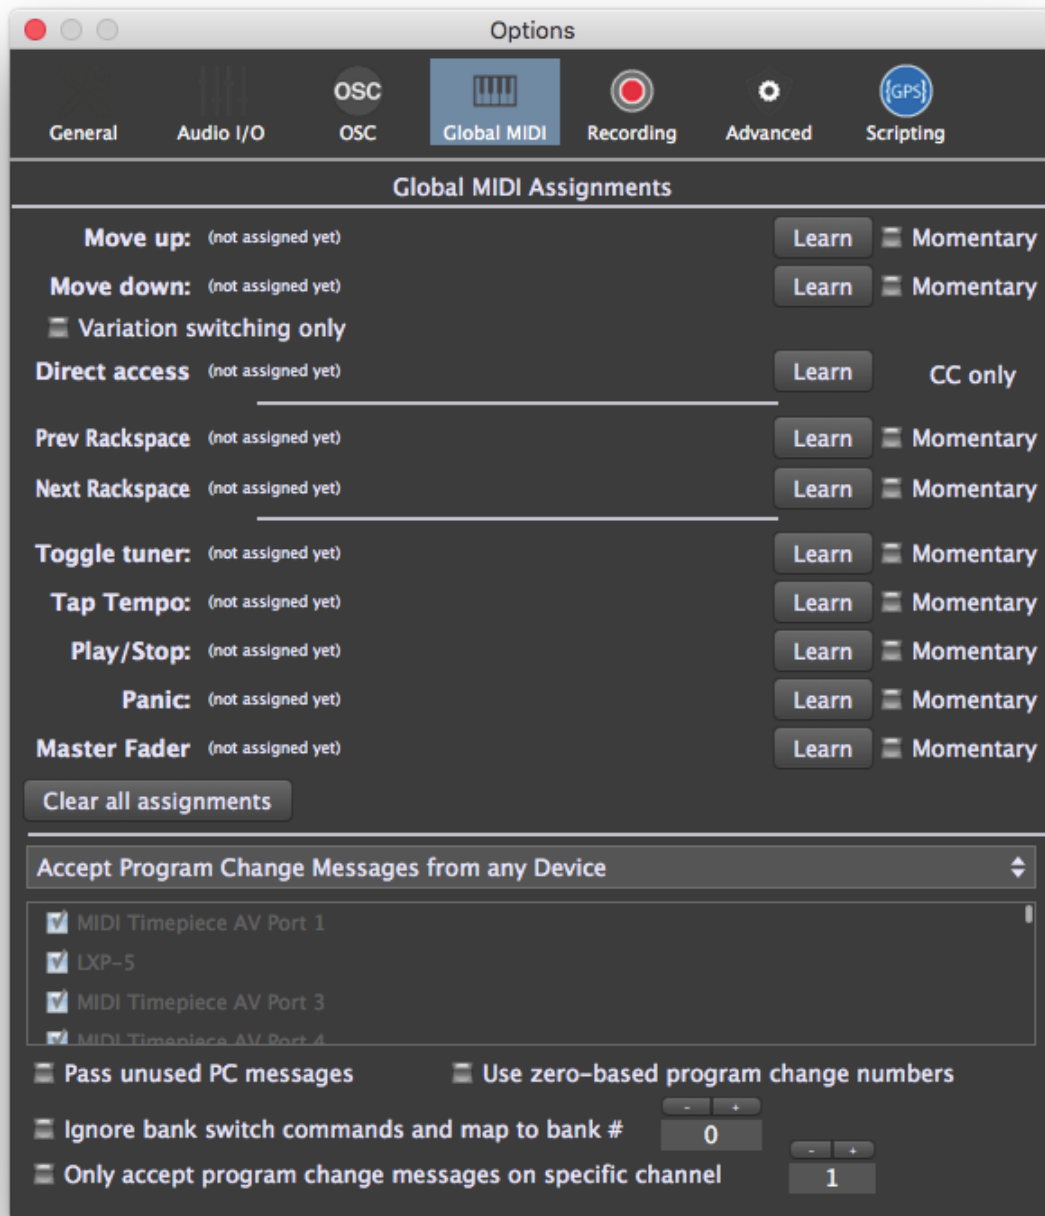 Options
General Audio I/O OSC OSC Global MIDI Recording Advanced {GPS} Scripting
Global MIDI Assignments
Move up: (not assigned yet) Learn Momentary
Move down: (not assigned yet) Learn Momentary
Variation switching only
Direct access (not assigned yet) Learn CC only
Prev Rackspace (not assigned yet) Learn Momentary
Next Rackspace (not assigned yet) Learn Momentary
Toggle tuner: (not assigned yet) Learn Momentary
Tap Tempo: (not assigned yet) Learn Momentary
Play/Stop: (not assigned yet) Learn Momentary
Panic: (not assigned yet) Learn Momentary
Master Fader (not assigned yet) Learn Momentary
Clear all assignments
Accept Program Change Messages from any Device
MIDI Timepiece AV Port 1
LXP-5
MIDI Timepiece AV Port 3
MIDI Timepiece AV Port 4
Pass unused PC messages Use zero-based program change numbers
- +
Ignore bank switch commands and map to bank # 0
- +
Only accept program change messages on specific channel 1